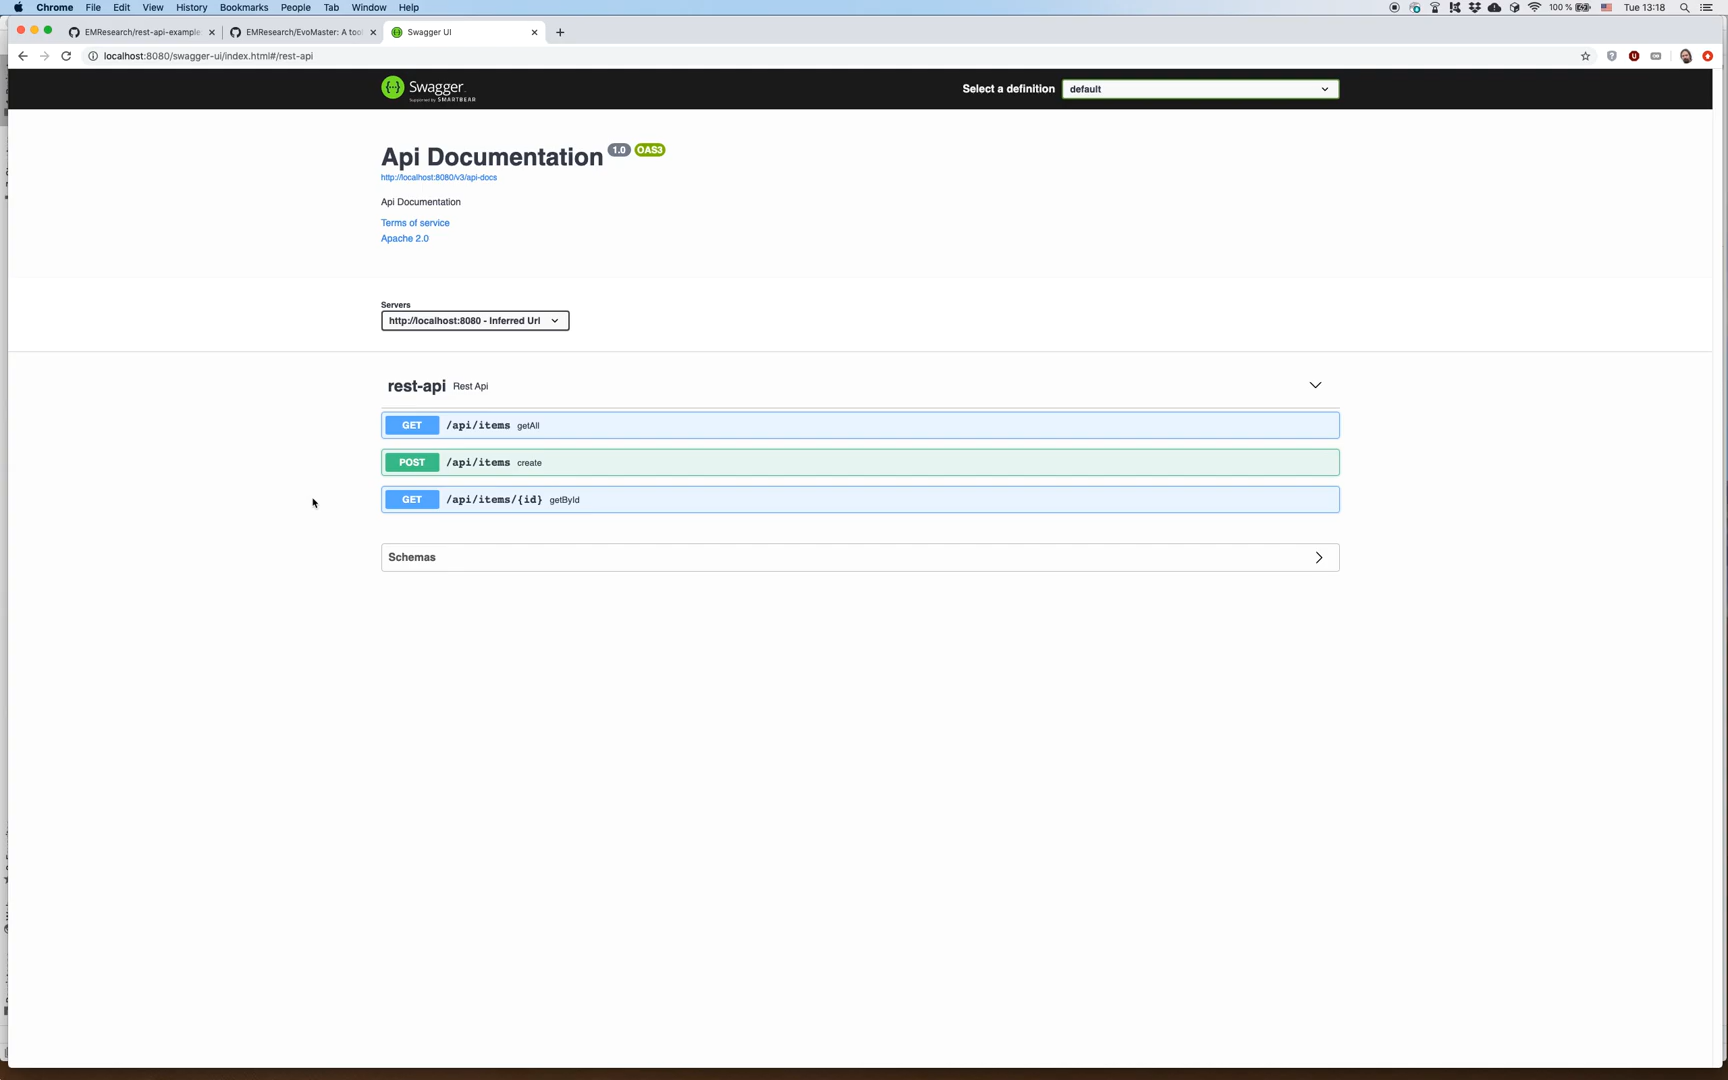 Chrome File Edit View History Bookmarks People Tab Window Help 100 % Tue 13:18
EMResearch/rest-api-example EMResearch/EvoMaster: A too Swagger UI
localhost:8080/swagger-ui/index.html#/rest-api
Swagger Select a definition default
Supported by SMARTBEAR
Api Documentation 1.0 OAS3
http://localhost:8080/v3/api-docs
Api Documentation
Terms of service
Apache 2.0
Servers
http://localhost:8080 - Inferred Url
rest-api Rest Api
GET /api/items getAll
POST /api/items create
GET /api/items/{id} getById
Schemas